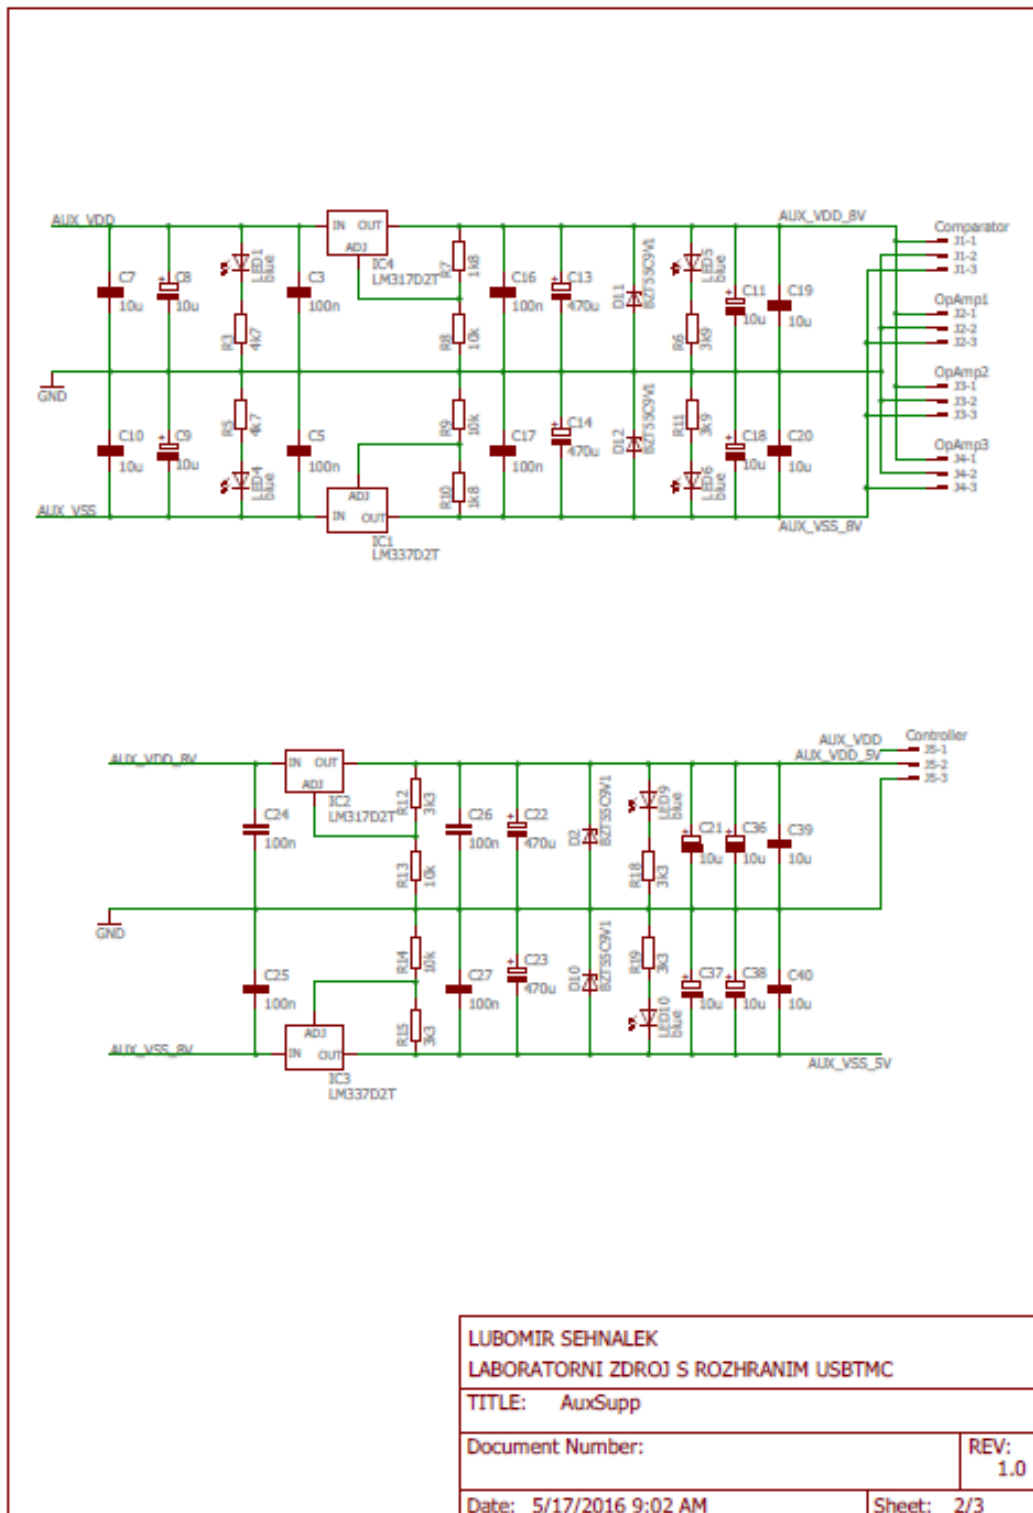 AUX_VDD
AUX_VDD_8V
Comparator
J1-1
J1-2
J1-3
OpAmp1
J2-1
J2-2
J2-3
OpAmp2
J3-1
J3-2
J3-3
OpAmp3
J4-1
J4-2
J4-3
IN OUT
ADJ
IC4
LM317D2T
C7
10u
C8
10u
LED1
blue
R3
4k7
C3
100n
R7
1k8
R8
10k
C16
100n
C13
470u
D11
BZT55C9V1
LED5
blue
R6
3k9
C11
10u
C19
10u
GND
C10
10u
C9
10u
R5
4k7
LED4
blue
C5
100n
R9
10k
R10
1k8
C17
100n
C14
470u
D12
BZT55C9V1
R11
3k9
LED6
blue
C18
10u
C20
10u
AUX_VSS
ADJ
IN OUT
IC1
LM337D2T
AUX_VSS_8V
AUX_VDD_8V
IN OUT
ADJ
IC2
LM317D2T
AUX_VDD
AUX_VDD_5V
Controller
J5-1
J5-2
J5-3
C24
100n
R12
3k3
R13
10k
C26
100n
C22
470u
D2
BZT55C9V1
LED9
blue
R18
3k3
C21
10u
C36
10u
C39
10u
GND
C25
100n
R14
10k
R15
3k3
C27
100n
C23
470u
D10
BZT55C9V1
R19
3k3
LED10
blue
C37
10u
C38
10u
C40
10u
AUX_VSS_8V
ADJ
IN OUT
IC3
LM337D2T
AUX_VSS_5V
LUBOMIR SEHNALEK
LABORATORNI ZDROJ S ROZHRANIM USBTMC
TITLE: AuxSupp
Document Number:
REV:
1.0
Date: 5/17/2016 9:02 AM
Sheet: 2/3